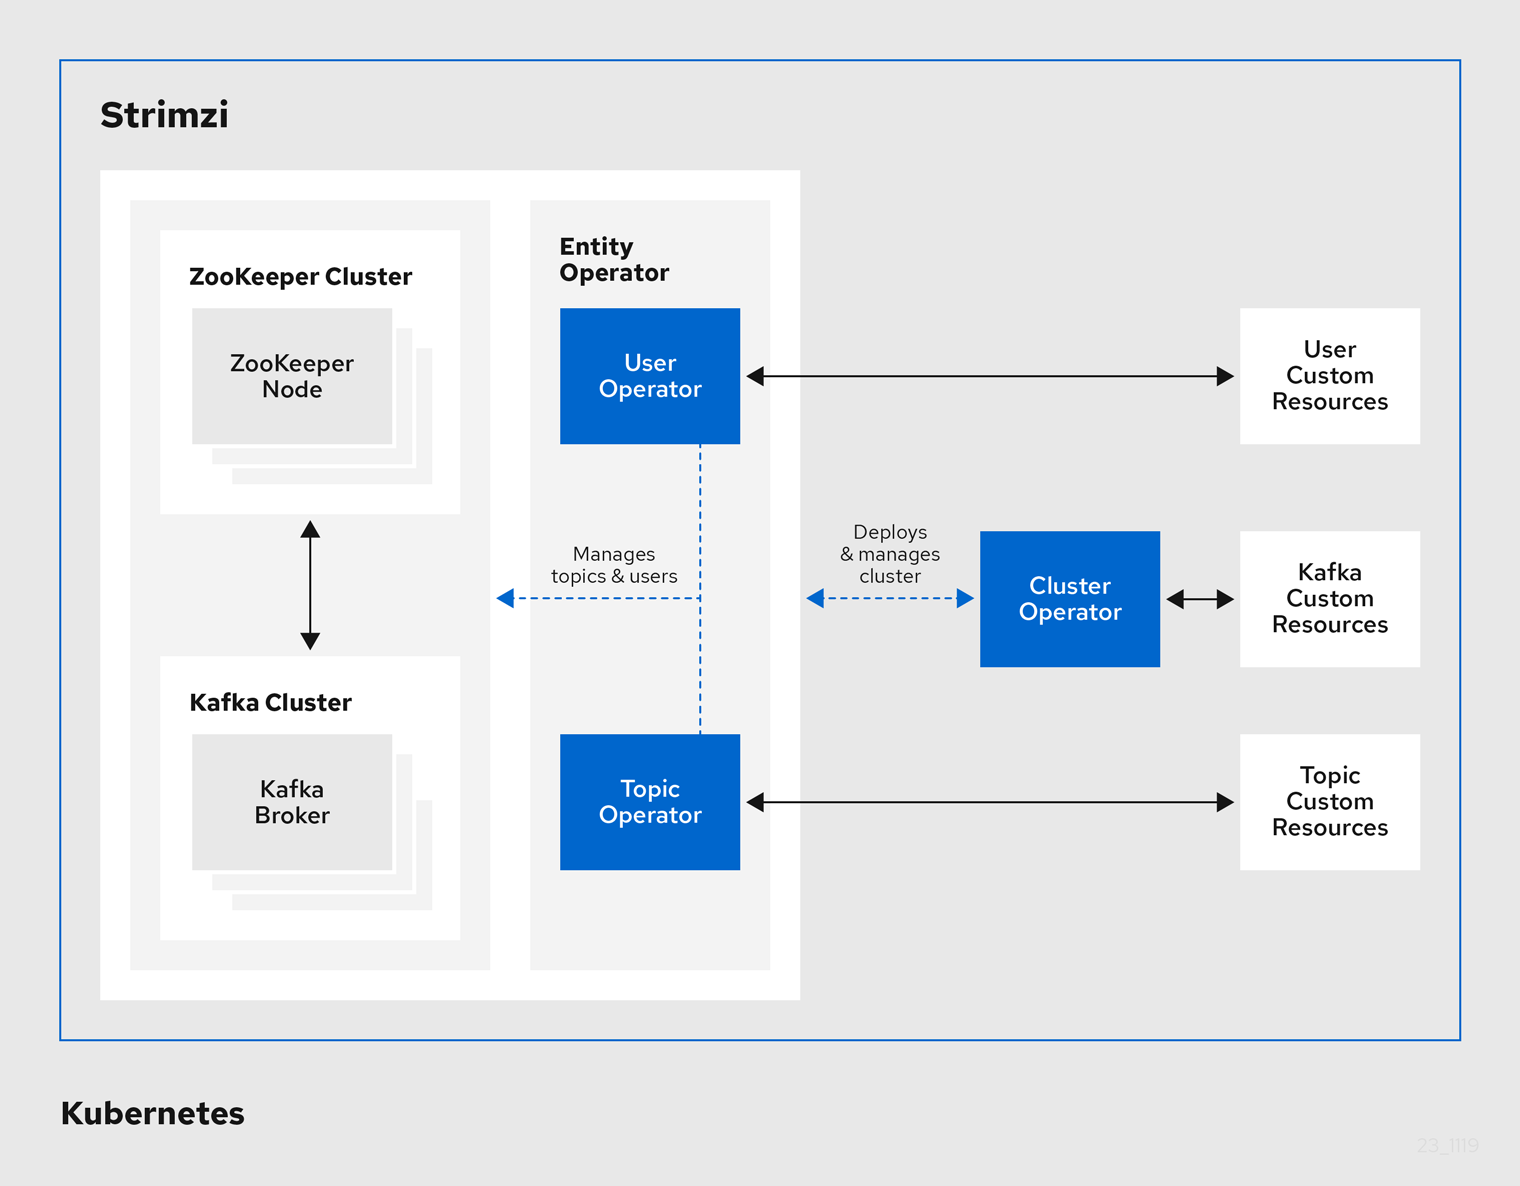 Strimzi
ZooKeeper Cluster
ZooKeeper
Node
Kafka Cluster
Kafka
Broker
Entity
Operator
User
Operator
Manages
topics & users
Topic
Operator
Deploys
& manages
cluster
Cluster
Operator
User
Custom
Resources
Kafka
Custom
Resources
Topic
Custom
Resources
Kubernetes
23_1119